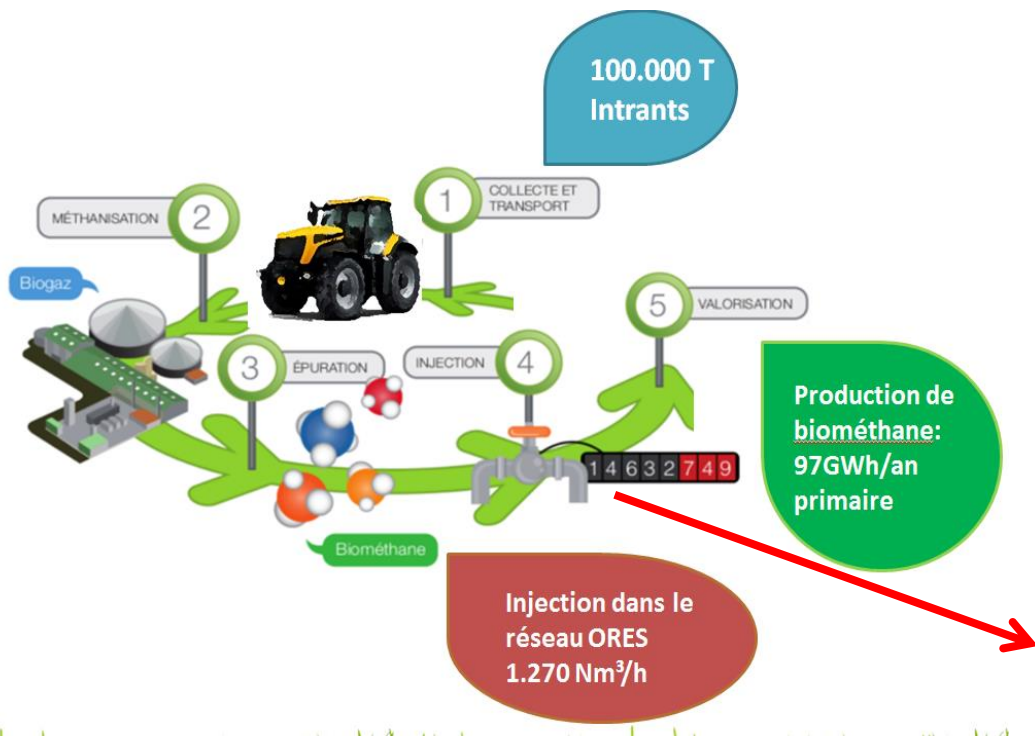 100.000 T
Intrants
1
COLLECTE ET
TRANSPORT
MÉTHANISATION
2
Biogaz
3
ÉPURATION
INJECTION
4
5
VALORISATION
14632749
Biométhane
Production de
biométhane:
97GWh/an
primaire
Injection dans le
réseau ORES
1.270 Nm³/h